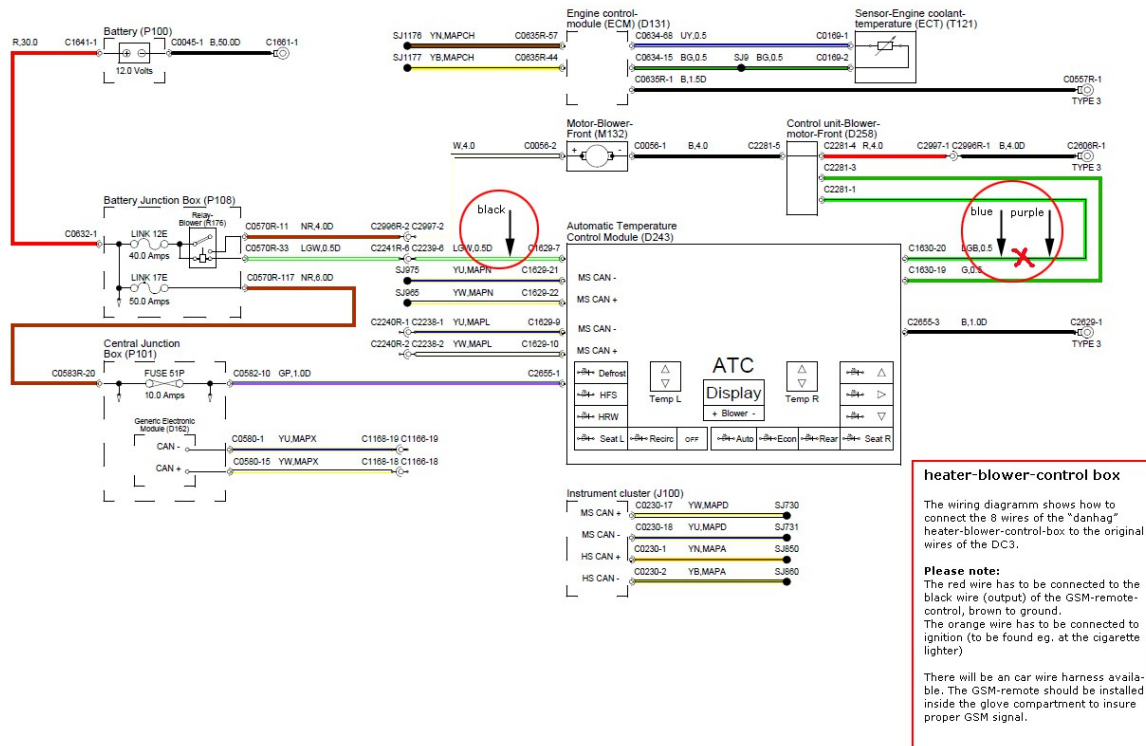 Battery (P100)
R,30.0 C1641-1 C0045-1 B,50.0D C1661-1
12.0 Volts
Engine control-
module (ECM) (D131)
Sensor-Engine coolant-
temperature (ECT) (T121)
SJ1176 YN,MAPCH C0635R-57 C0634-68 UY,0.5 C0169-1
SJ1177 YB,MAPCH C0635R-44 C0634-15 BG,0.5 SJ9 BG,0.5 C0169-2
C0635R-1 B,1.5D C0557R-1
TYPE 3
Motor-Blower-
Front (M132)
Control unit-Blower-
motor-Front (D258)
W,4.0 C0056-2 + - C0056-1 B,4.0 C2281-5 C2281-4 R,4.0 C2997-1 C2996R-1 B,4.0D C2606R-1
TYPE 3
C2281-3
C2281-1
Battery Junction Box (P108)
Relay-
Blower (R176)
C0632-1 LINK 12E
40.0 Amps
C0570R-11 NR,4.0D C2996R-2 C2997-2
C0570R-33 LGW,0.5D C2241R-6 C2239-6 LGW,0.5D C1629-7
LINK 17E
50.0 Amps
C0570R-117 NR,6.0D
black
blue purple
Automatic Temperature
Control Module (D243)
C1630-20 LGB,0.5
C1630-19 G,0.5
SJ975 YU,MAPN C1629-21 MS CAN -
SJ965 YW,MAPN C1629-22 MS CAN +
C2240R-1 C2238-1 YU,MAPL C1629-9 MS CAN -
C2240R-2 C2238-2 YW,MAPL C1629-10 MS CAN +
C2655-3 B,1.0D C2629-1
TYPE 3
Central Junction
Box (P101)
C0583R-20 FUSE 51P C0582-10 GP,1.0D C2655-1
10.0 Amps
Defrost
HFS
HRW
Seat L Recirc OFF Auto Econ Rear Seat R
Temp L
ATC
Display
+ Blower -
Temp R
Generic Electronic
Module (D162)
CAN - C0580-1 YU,MAPX C1168-19 C1166-19
CAN + C0580-15 YW,MAPX C1168-18 C1166-18
Instrument cluster (J100)
MS CAN + C0230-17 YW,MAPD SJ730
MS CAN - C0230-18 YU,MAPD SJ731
HS CAN + C0230-1 YN,MAPA SJ850
HS CAN - C0230-2 YB,MAPA SJ860
heater-blower-control box
The wiring diagramm shows how to
connect the 8 wires of the “danhag”
heater-blower-control-box to the original
wires of the DC3.
Please note:
The red wire has to be connected to the
black wire (output) of the GSM-remote-
control, brown to ground.
The orange wire has to be connected to
ignition (to be found eg. at the cigarette
lighter)
There will be an car wire harness availa-
ble. The GSM-remote should be installed
inside the glove compartment to insure
proper GSM signal.